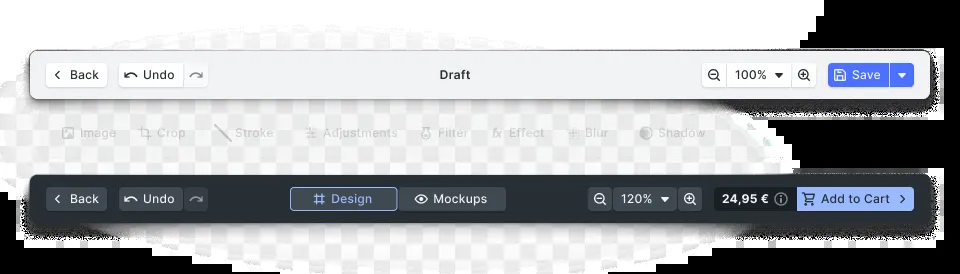 Back Undo Draft 100% Save
Image Crop Stroke Adjustments Filter Effect Blur Shadow
Back Undo Design Mockups 120% 24,95 € Add to Cart